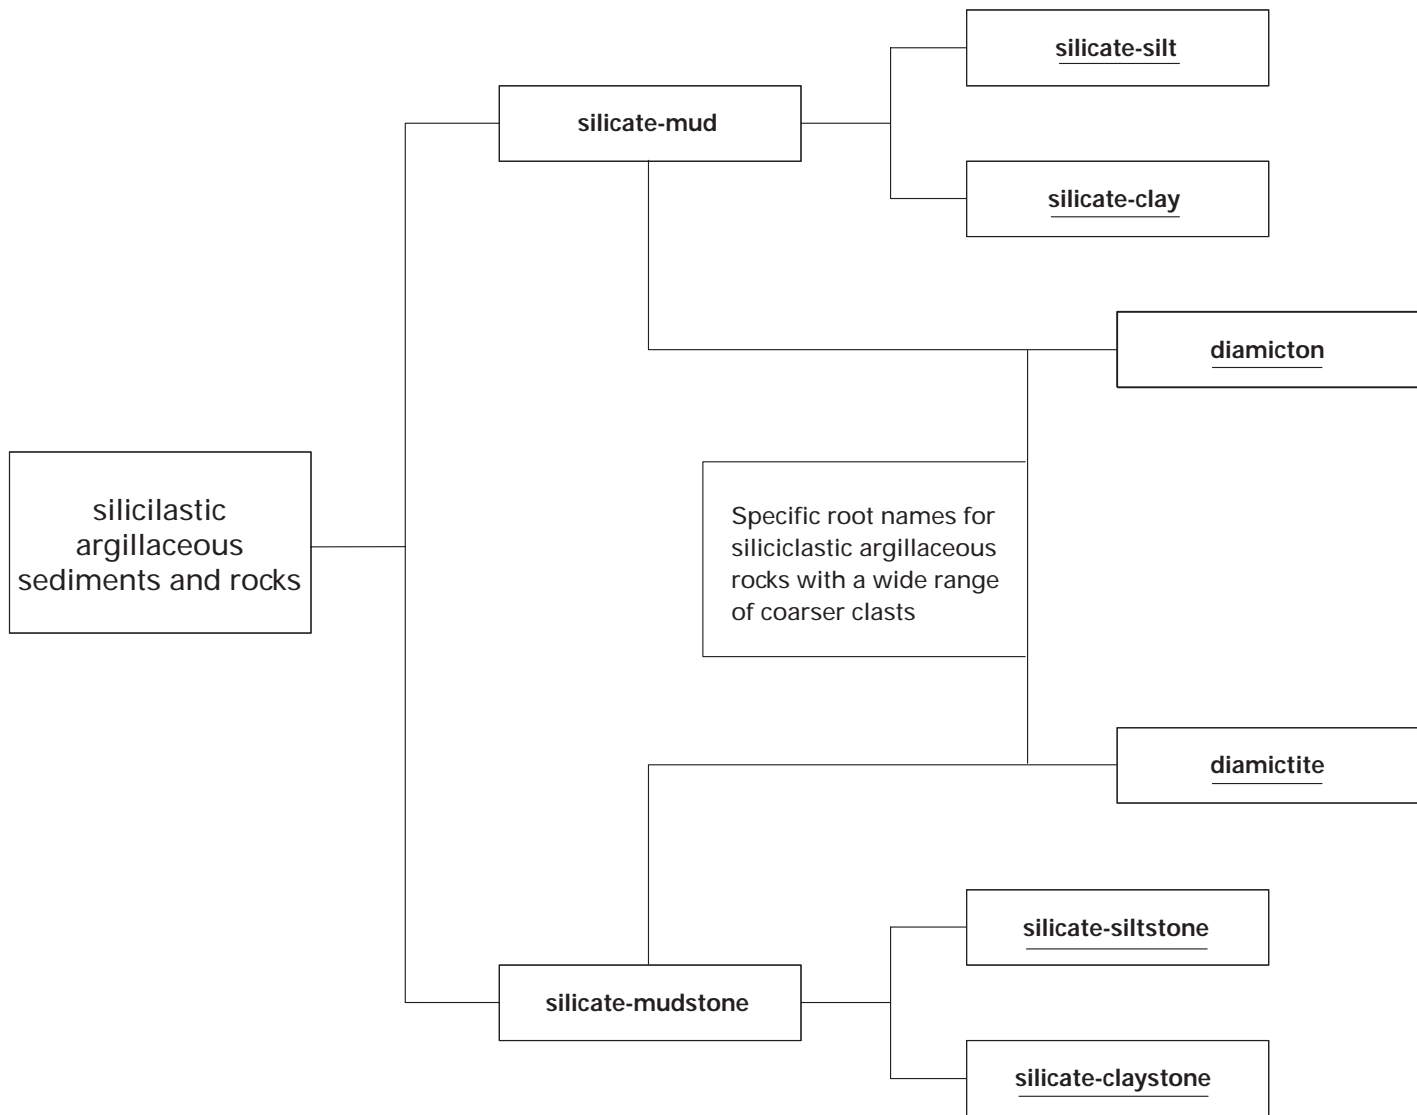 silicate-silt
silicate-mud
silicate-clay
diamicton
silicilastic
argillaceous
sediments and rocks
Specific root names for
siliciclastic argillaceous
rocks with a wide range
of coarser clasts
diamictite
silicate-siltstone
silicate-mudstone
silicate-claystone